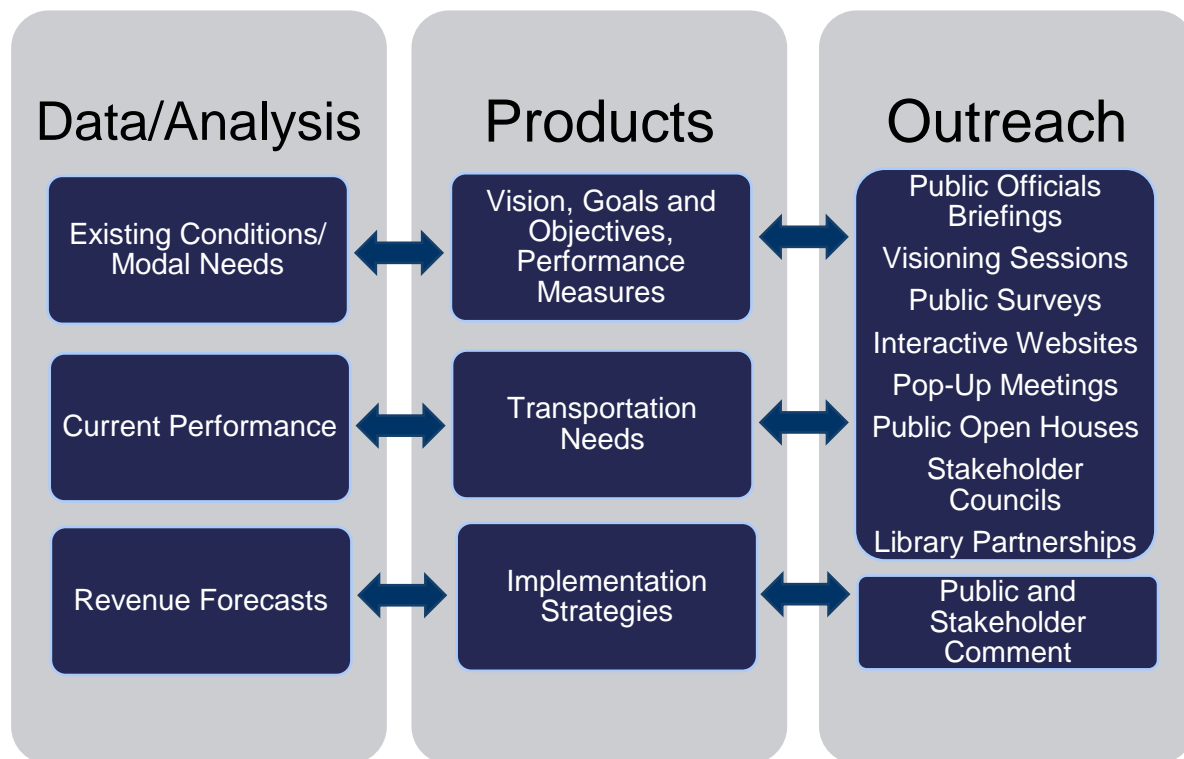 Data/Analysis
Existing Conditions/
Modal Needs
Current Performance
Revenue Forecasts
Products
Vision, Goals and
Objectives,
Performance
Measures
Transportation
Needs
Implementation
Strategies
Outreach
Public Officials
Briefings
Visioning Sessions
Public Surveys
Interactive Websites
Pop-Up Meetings
Public Open Houses
Stakeholder
Councils
Library Partnerships
Public and
Stakeholder
Comment